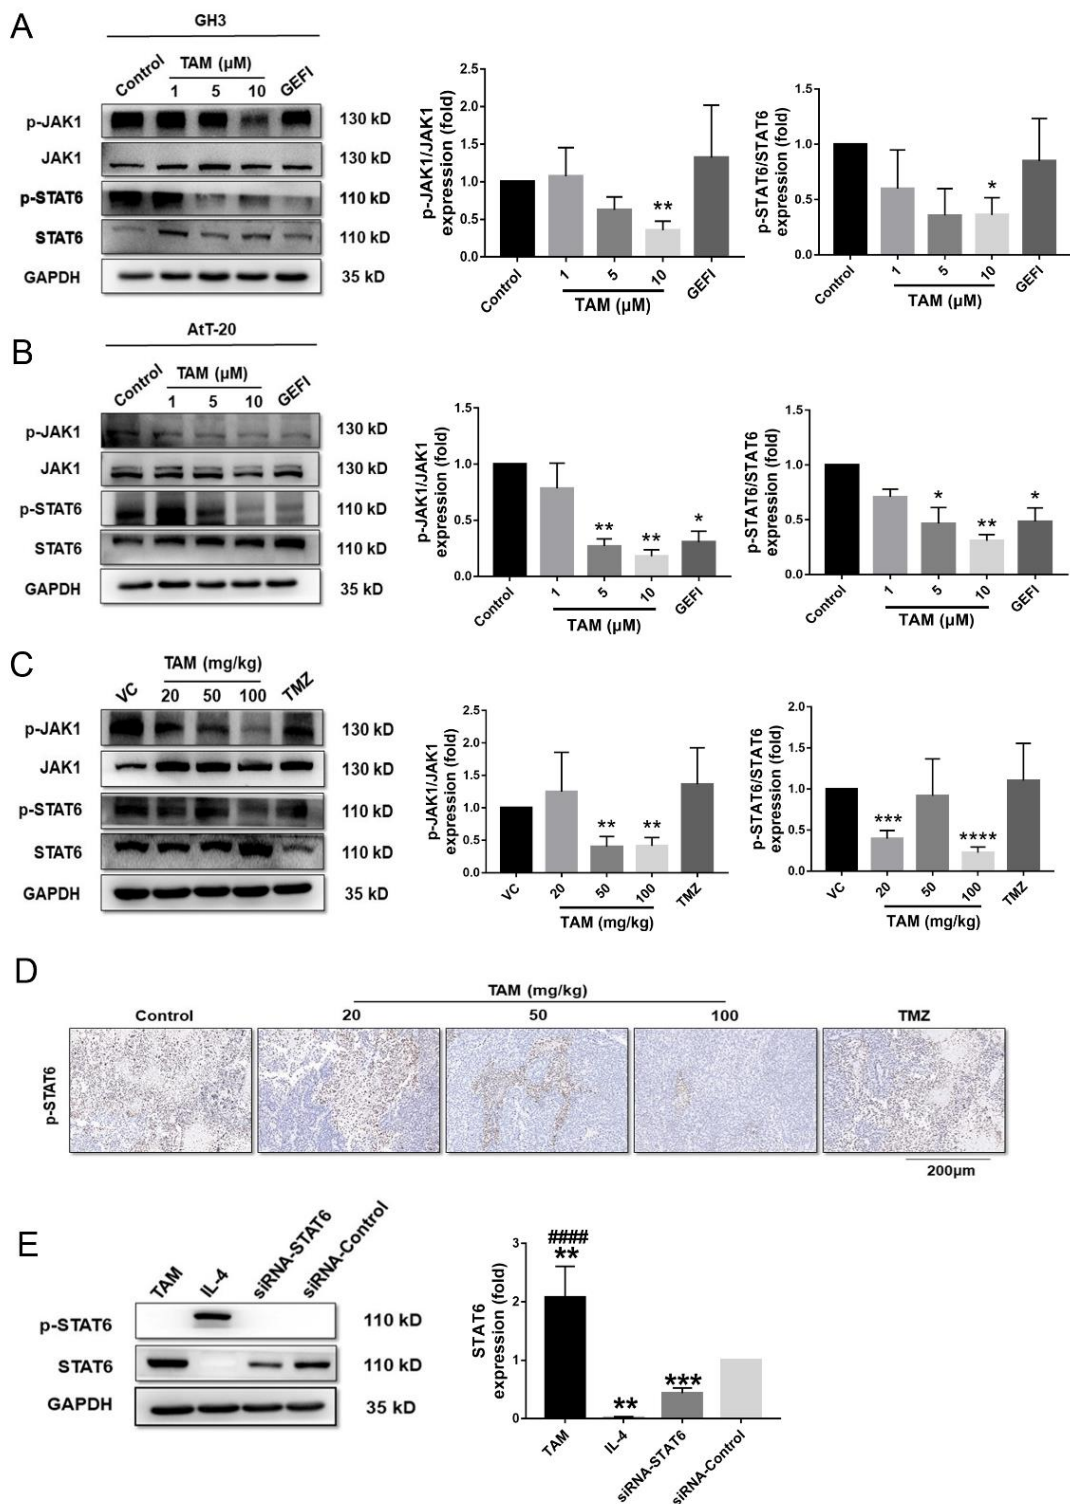 A
GH3
Control
TAM (µM)
1 5 10
GEFI
p-JAK1 130 kD
JAK1 130 kD
p-STAT6 110 kD
STAT6 110 kD
GAPDH 35 kD
p-JAK1/JAK1
expression (fold)
2.5
2.0
1.5
1.0
0.5
0.0
**
Control 1 5 10 GEFI
TAM (µM)
p-STAT6/STAT6
expression (fold)
1.5
1.0
0.5
0.0
*
Control 1 5 10 GEFI
TAM (µM)
B
AtT-20
Control
TAM (µM)
1 5 10
GEFI
p-JAK1 130 kD
JAK1 130 kD
p-STAT6 110 kD
STAT6 110 kD
GAPDH 35 kD
p-JAK1/JAK1
expression (fold)
1.5
1.0
0.5
0.0
** ** *
Control 1 5 10 GEFI
TAM (µM)
p-STAT6/STAT6
expression (fold)
1.5
1.0
0.5
0.0
* ** *
Control 1 5 10 GEFI
TAM (µM)
C
TAM (mg/kg)
VC 20 50 100 TMZ
p-JAK1 130 kD
JAK1 130 kD
p-STAT6 110 kD
STAT6 110 kD
GAPDH 35 kD
p-JAK1/JAK1
expression (fold)
2.5
2.0
1.5
1.0
0.5
0.0
** **
VC 20 50 100 TMZ
TAM (mg/kg)
p-STAT6/STAT6
expression (fold)
2.0
1.5
1.0
0.5
0.0
*** ****
VC 20 50 100 TMZ
TAM (mg/kg)
D
TAM (mg/kg)
Control 20 50 100 TMZ
p-STAT6
200µm
E
TAM IL-4 siRNA-STAT6 siRNA-Control
p-STAT6 110 kD
STAT6 110 kD
GAPDH 35 kD
STAT6
expression (fold)
3
2
1
0
####
**
** ***
TAM IL-4 siRNA-STAT6 siRNA-Control